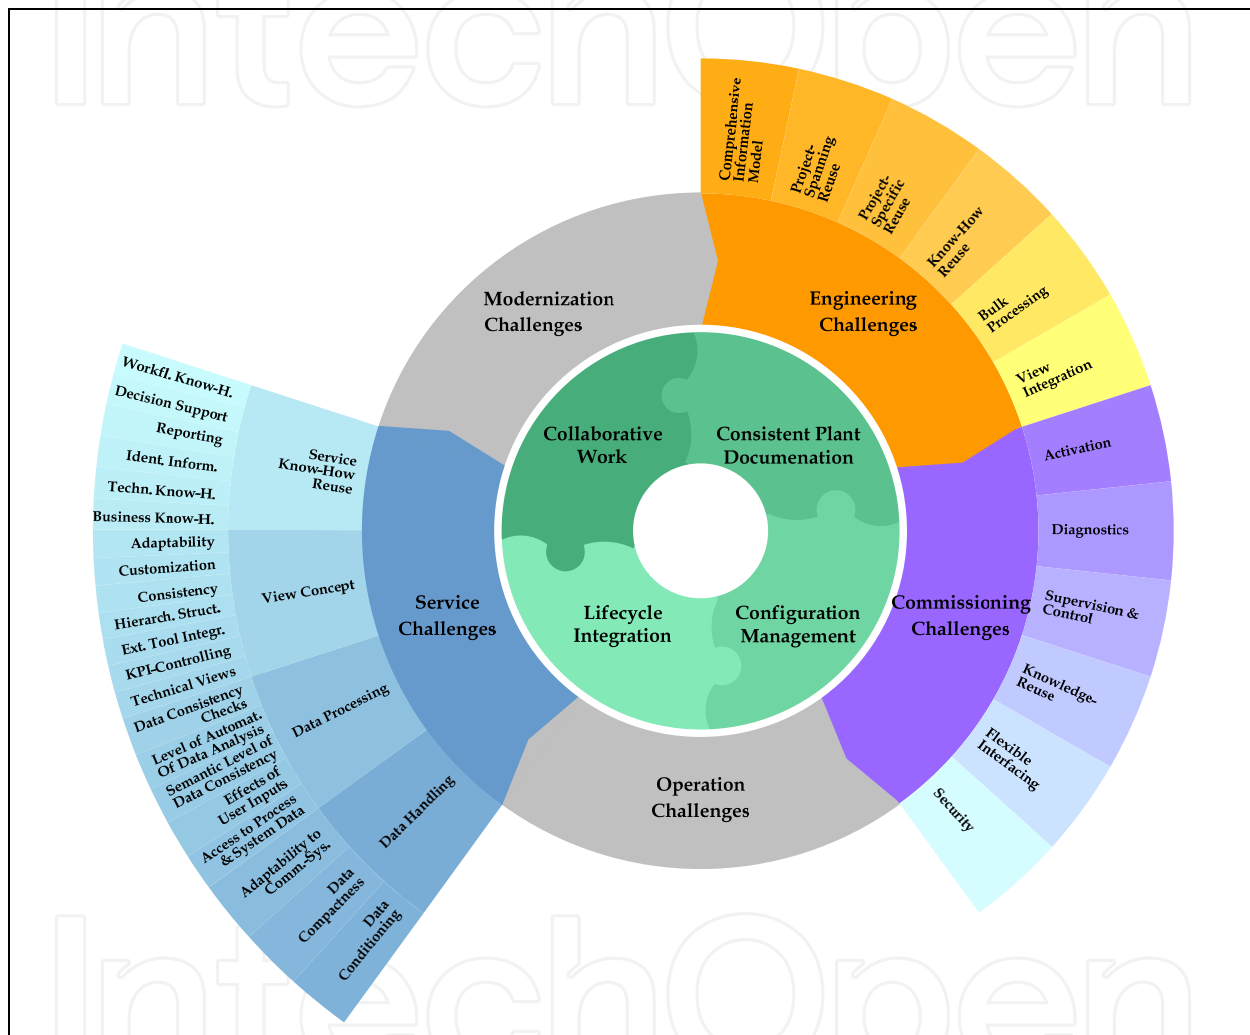 IntechOpen
Comprehensive
Information
Model
Project-
Spanning
Reuse
Project-
Specific
Reuse
Know-How
Reuse
Bulk
Processing
View
Integration
Modernization
Challenges
Engineering
Challenges
Workfl. Know-H.
Decision Support
Reporting
Ident. Inform.
Techn. Know-H.
Business Know-H.
Service
Know-How
Reuse
Collaborative
Work
Consistent Plant
Documenation
Activation
Diagnostics
Supervision &
Control
Knowledge-
Reuse
Flexible
Interfacing
Security
Adaptability
Customization
Consistency
Hierarch. Struct.
Ext. Tool Integr.
KPI-Controlling
Technical Views
View Concept
Service
Challenges
Lifecycle
Integration
Configuration
Management
Commissioning
Challenges
Data Consistency
Checks
Level of Automat.
Of Data Analysis
Semantic Level of
Data Consistency
Effects of
User Inputs
Access to Process
& System Data
Data Processing
Adaptability to
Comm.-Sys.
Data
Compactness
Data
Conditioning
Data Handling
Operation
Challenges
IntechOpen